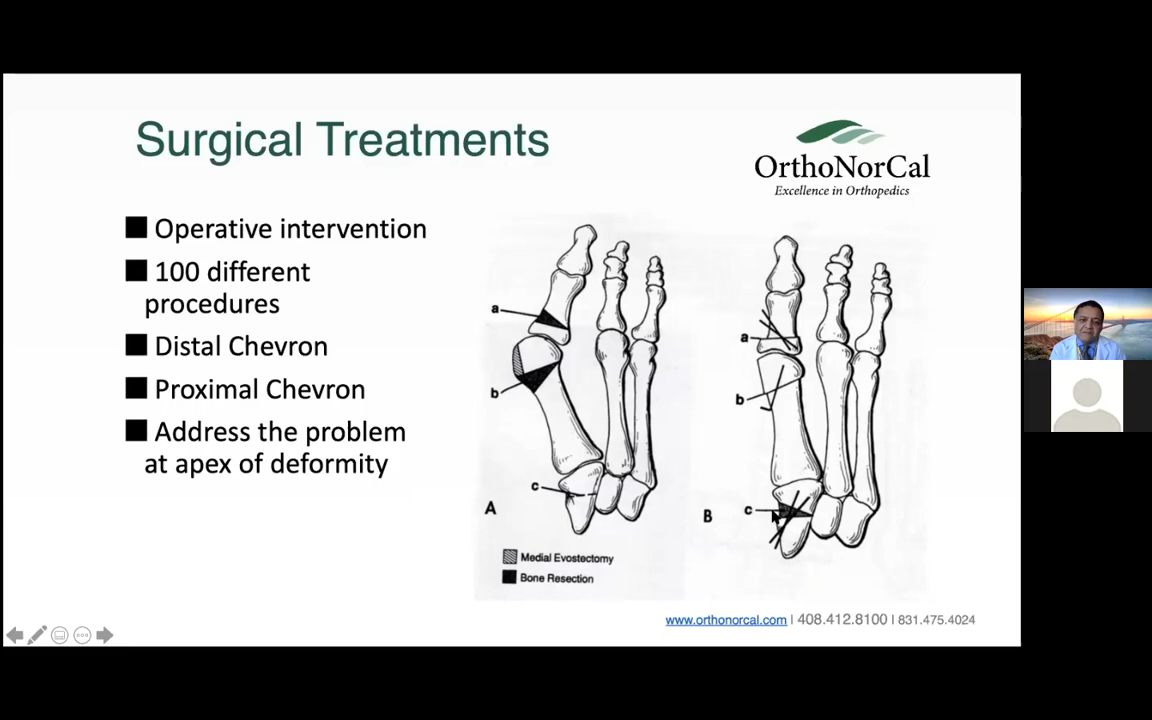 Surgical Treatments
OrthoNorCal
Excellence in Orthopedics
Operative intervention
100 different
procedures
Distal Chevron
Proximal Chevron
Address the problem
at apex of deformity
a
b
c
A
Medial Evostectomy
Bone Resection
a
b
c
B
www.orthonorcal.com | 408.412.8100 | 831.475.4024